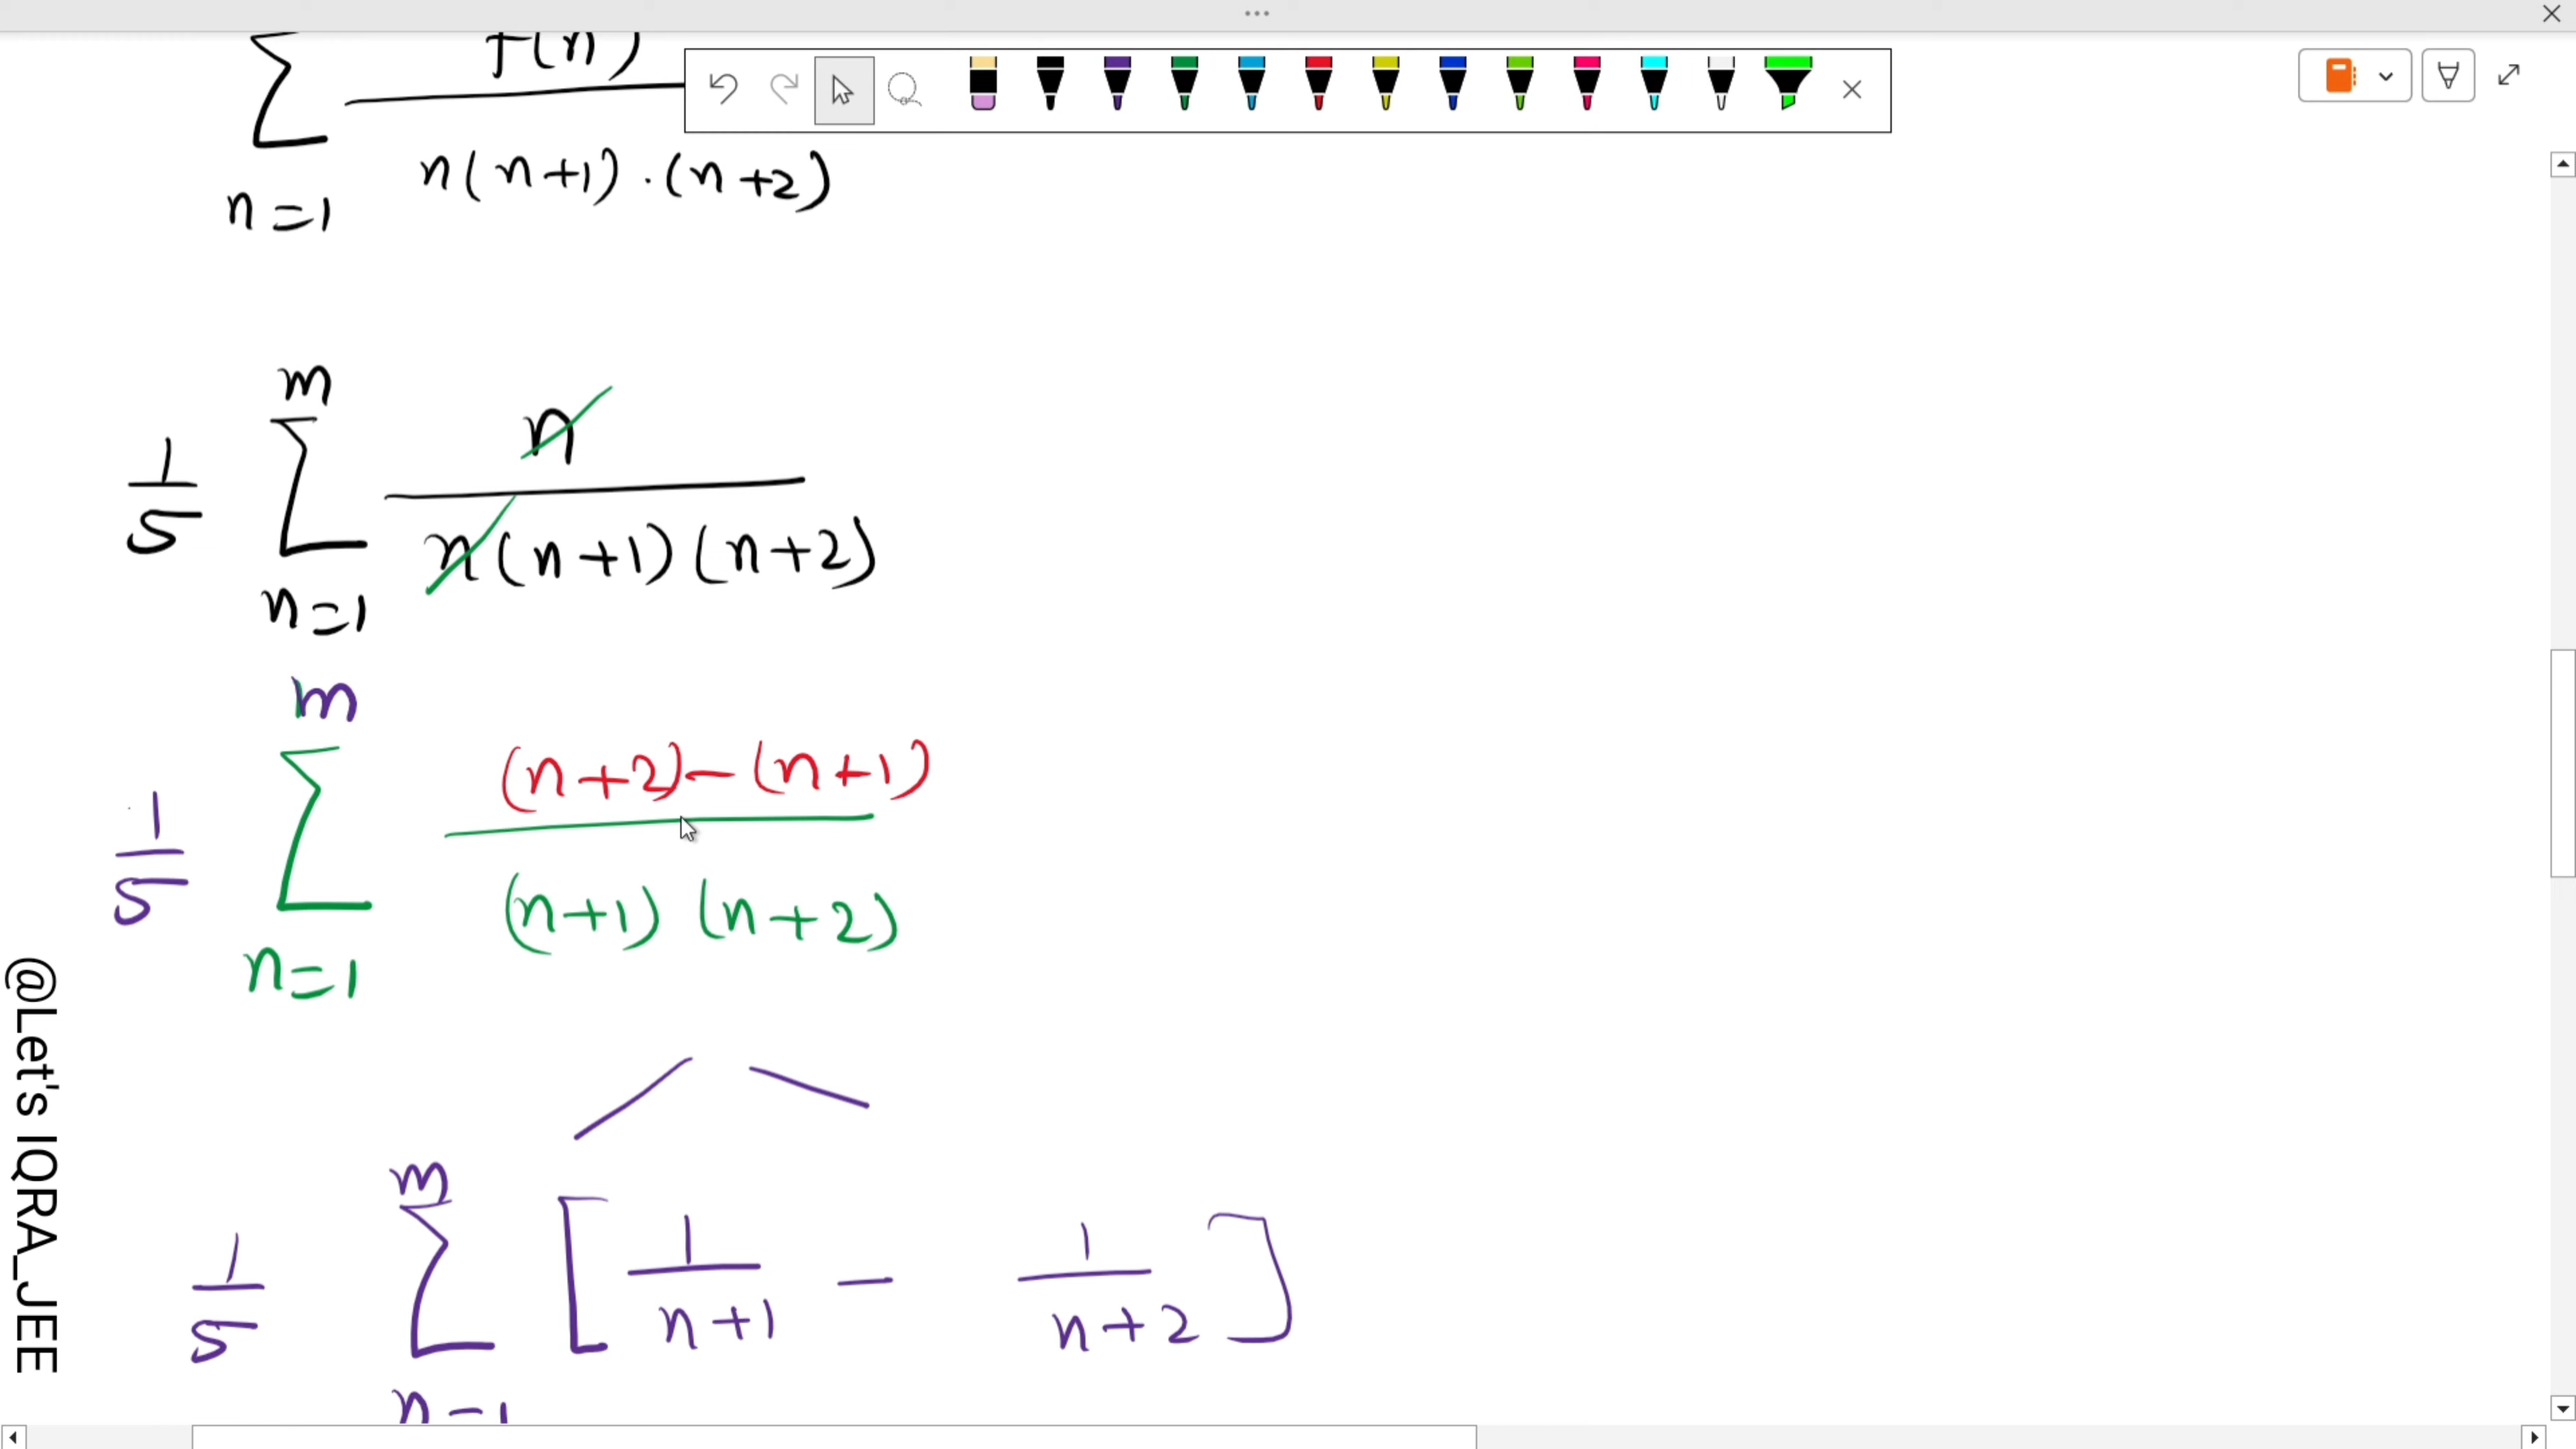 ∑ f(n)
n(n+1)·(n+2)
n=1
m
1/5 ∑ n / n(n+1)(n+2)
n=1
m
1/5 ∑ (n+2)-(n+1) / (n+1) (n+2)
n=1
m
1/5 ∑ [ 1/n+1 - 1/n+2 ]
n-1
@Let's IQRA_JEE